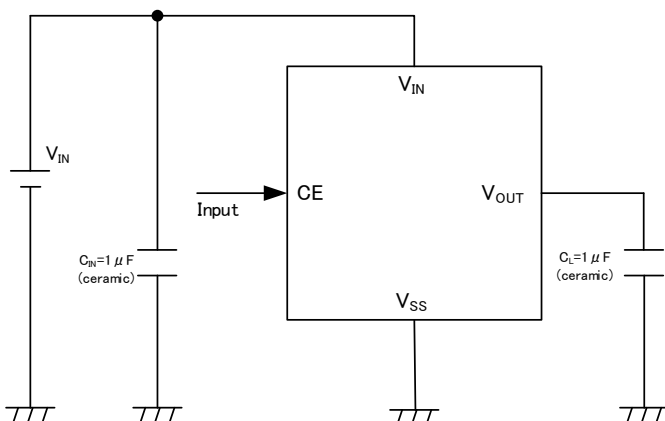 V_IN
V_IN
CE
Input
V_OUT
C_IN=1μF
(ceramic)
C_L=1μF
(ceramic)
V_SS